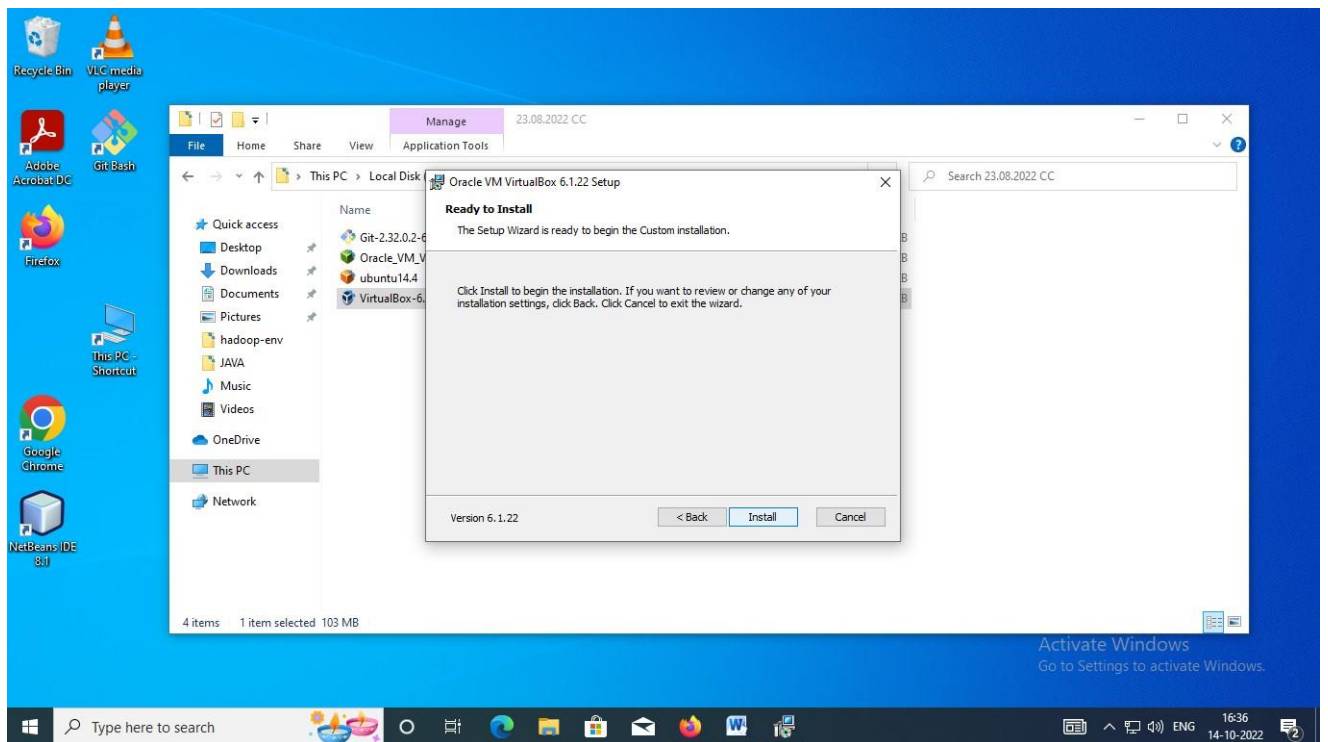 Recycle Bin
VLC media
player
Adobe
Acrobat DC
Git Bash
Firefox
This PC -
Shortcut
Google
Chrome
NetBeans IDE
8.1
Manage
23.08.2022 CC
File
Home
Share
View
Application Tools
This PC > Local Disk (
Search 23.08.2022 CC
Quick access
Desktop
Downloads
Documents
Pictures
hadoop-env
JAVA
Music
Videos
OneDrive
This PC
Network
Name
Git-2.32.0.2-6
Oracle_VM_V
ubuntu14.4
VirtualBox-6.
B
B
B
B
Oracle VM VirtualBox 6.1.22 Setup
Ready to Install
The Setup Wizard is ready to begin the Custom installation.
Click Install to begin the installation. If you want to review or change any of your
installation settings, click Back. Click Cancel to exit the wizard.
Version 6.1.22
< Back
Install
Cancel
4 items 1 item selected 103 MB
Activate Windows
Go to Settings to activate Windows.
Type here to search
ENG
16:36
14-10-2022
2